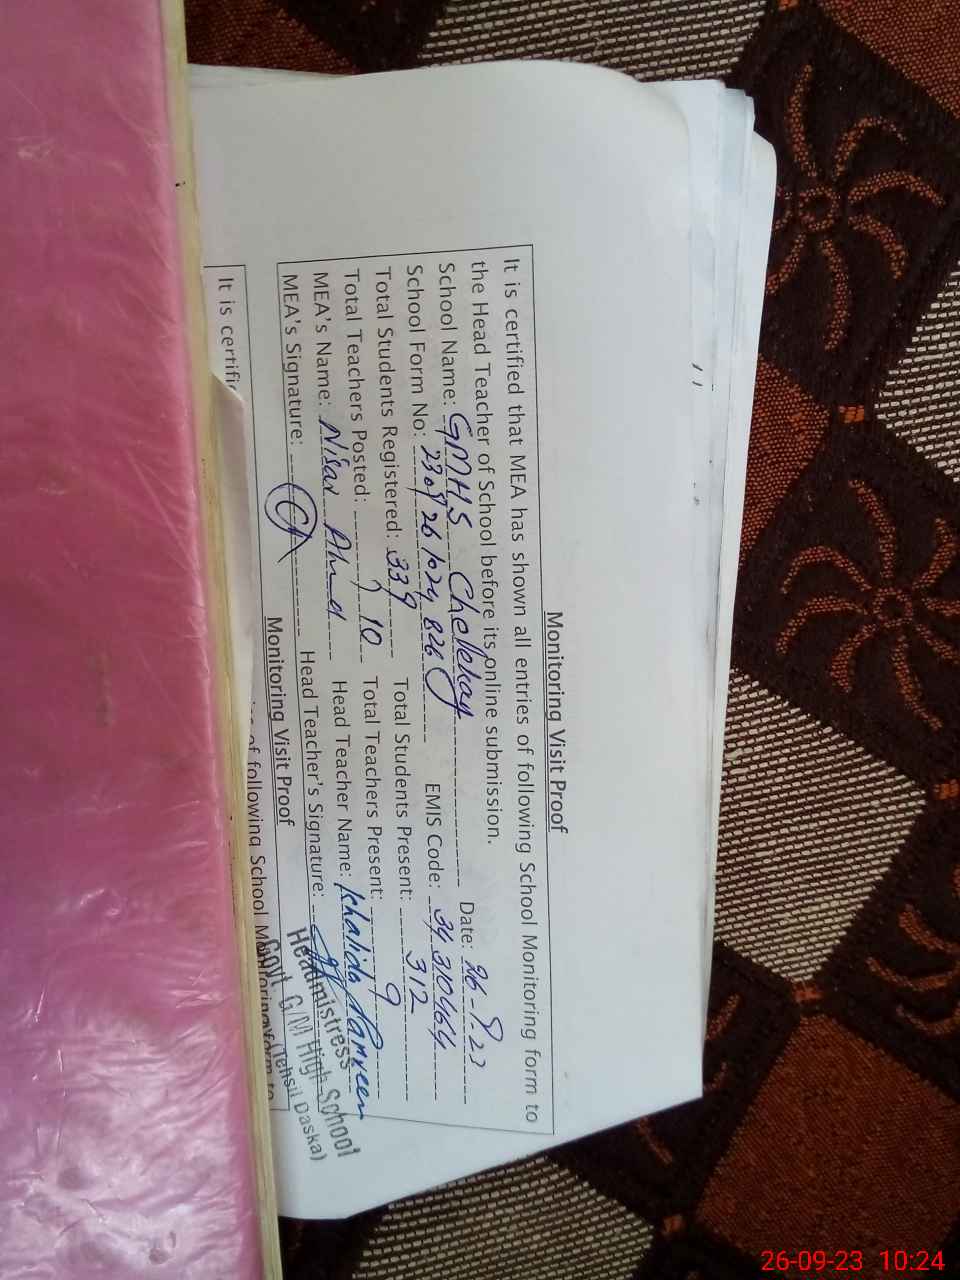 Monitoring Visit Proof
It is certified that MEA has shown all entries of following School Monitoring form to
the Head Teacher of School before its online submission.
School Name: GMHS Chelekay Date: 26-9-23
School Form No: 2309261024826 EMIS Code: 34310464
Total Students Registered: 339 Total Students Present: 312
Total Teachers Posted: 10 Total Teachers Present: 9
MEA's Name: Nisar Ahmd Head Teacher Name: Khalida Parveen
MEA's Signature: Head Teacher's Signature:
Headmistress
Govt. G M High School
(Tehsil Daska)
Monitoring Visit Proof
It is certifi of following School Monitoring form to
26-09-23 10:24